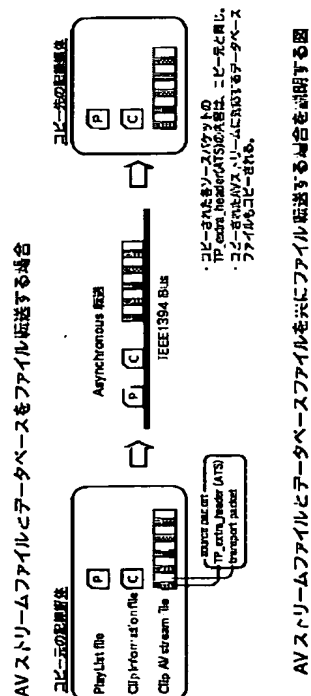 AVストリームファイルとデータベースをファイル転送する場合
コピー元の記録媒体
PlayList file
P
Clip information file
C
Clip AV stream file
source packet
TP_extra_header (ATS)
transport packet
Asynchronous 転送
P
C
IEEE1394 Bus
コピー先の記録媒体
P
C
・コピーされた各ソースパケットの
TP_extra_header(ATS)の内容は、コピー元と同じ。
・コピーされたAVストリームに対応するデータベース
ファイルもコピーされる。
AVストリームファイルとデータベースファイルを共にファイル転送する場合を説明する図